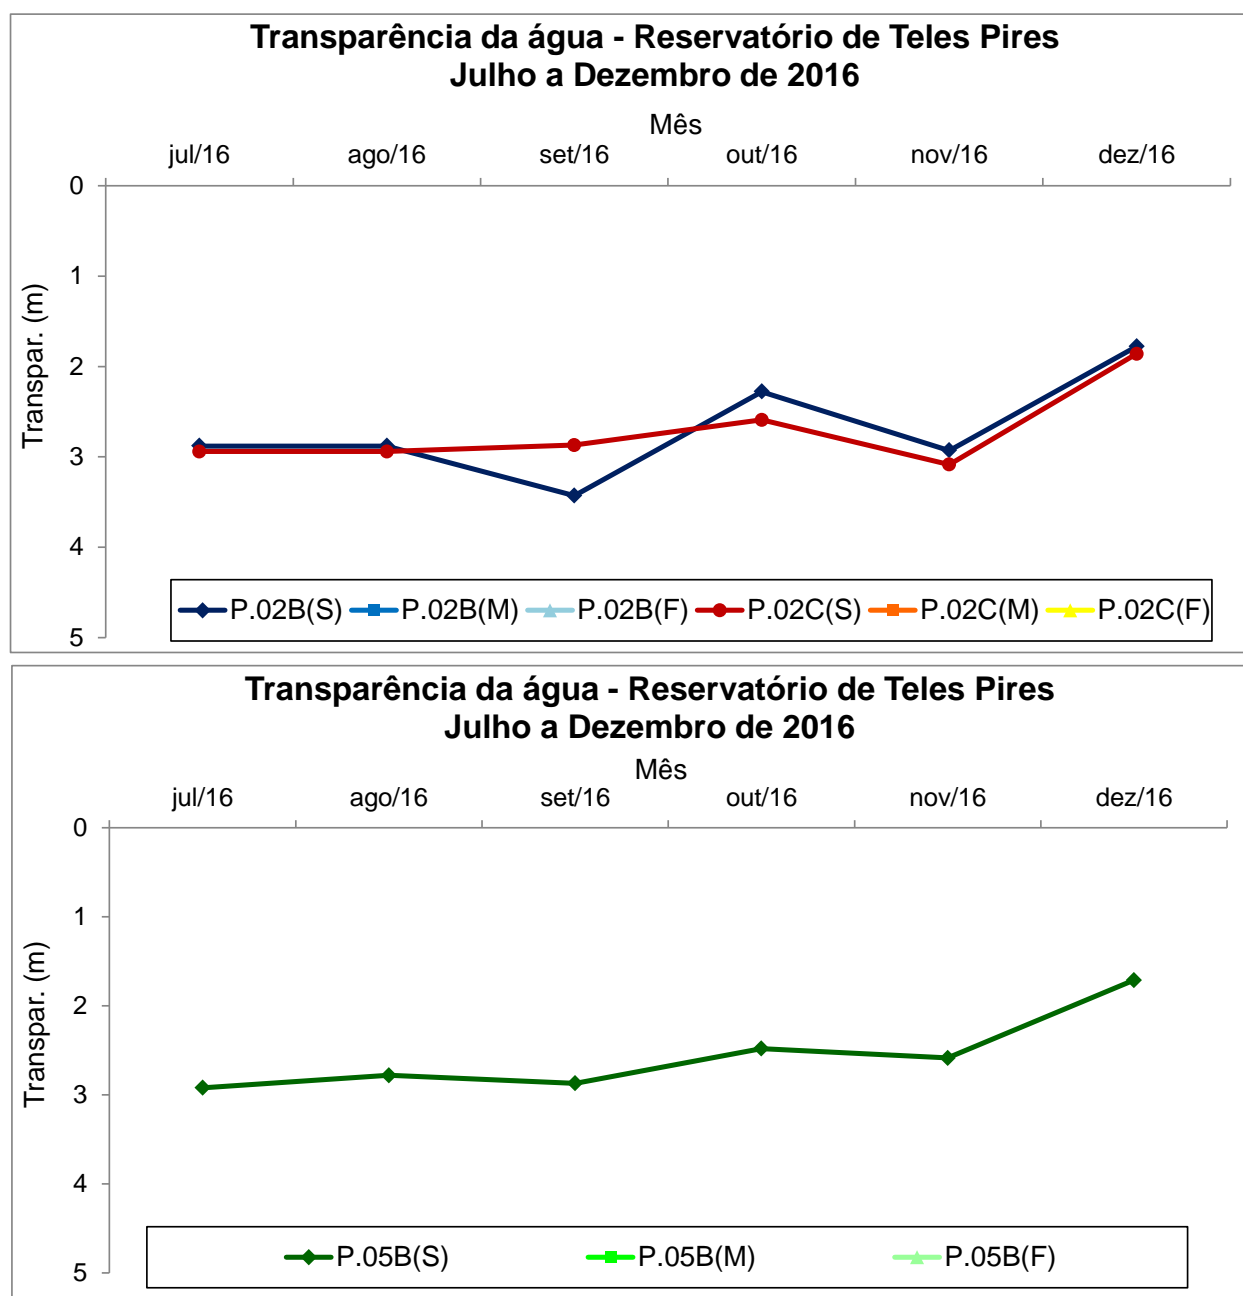 Transparência da água - Reservatório de Teles Pires
Julho a Dezembro de 2016
Mês
jul/16 ago/16 set/16 out/16 nov/16 dez/16
0
1
2
3
4
5
Transpar. (m)
P.02B(S) P.02B(M) P.02B(F) P.02C(S) P.02C(M) P.02C(F)
Transparência da água - Reservatório de Teles Pires
Julho a Dezembro de 2016
Mês
jul/16 ago/16 set/16 out/16 nov/16 dez/16
0
1
2
3
4
5
Transpar. (m)
P.05B(S) P.05B(M) P.05B(F)